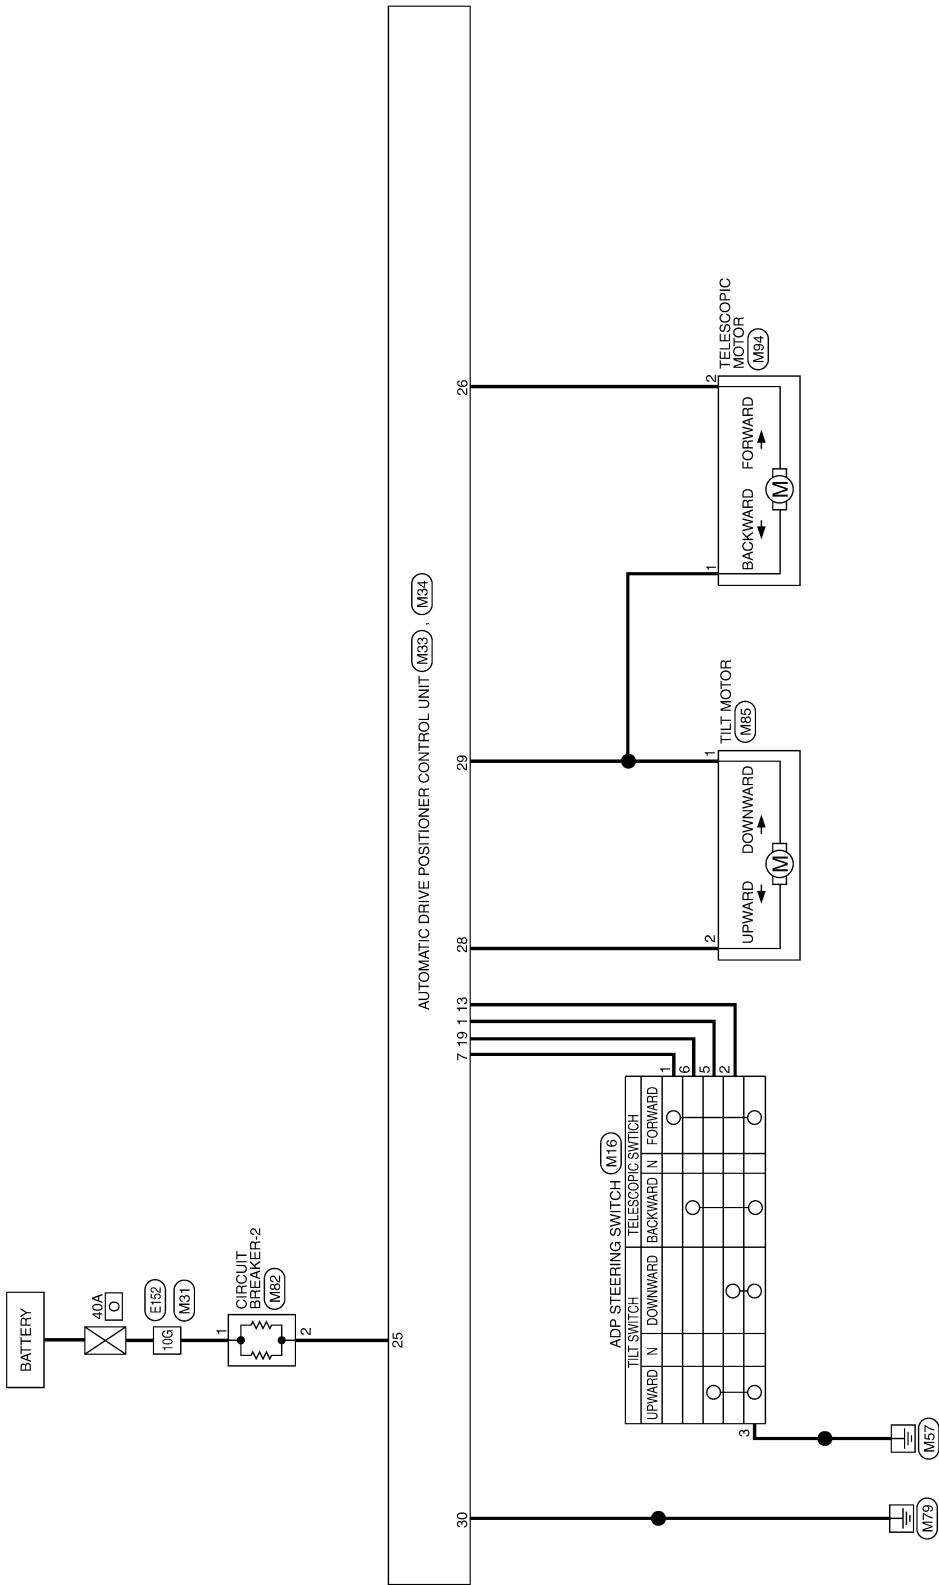 BATTERY
40A
O
10G
E152
M31
CIRCUIT
BREAKER-2
M82
1
2
25
AUTOMATIC DRIVE POSITIONER CONTROL UNIT M33 , M34
30
7
19
1
13
28
29
26
ADP STEERING SWITCH M16
TILT SWITCH
TELESCOPIC SWTICH
UPWARD
N
DOWNWARD
BACKWARD
N
FORWARD
1
6
5
2
3
TILT MOTOR
M85
2
1
UPWARD
DOWNWARD
M
TELESCOPIC
MOTOR
M94
1
2
BACKWARD
FORWARD
M
M79
M57